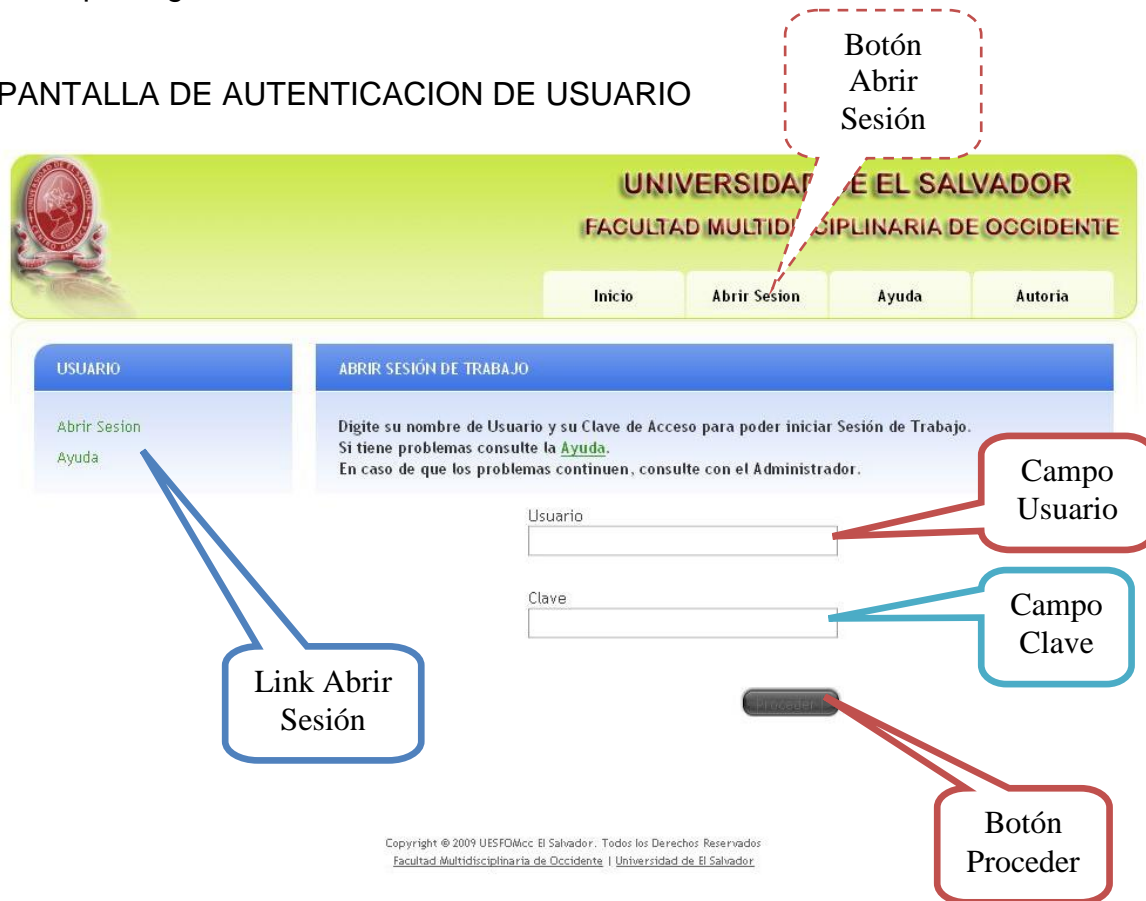 PANTALLA DE AUTENTICACION DE USUARIO
Botón
Abrir
Sesión
UNIVERSIDAD DE EL SALVADOR
FACULTAD MULTIDISCIPLINARIA DE OCCIDENTE
Inicio
Abrir Sesion
Ayuda
Autoria
USUARIO
Abrir Sesion
Ayuda
ABRIR SESIÓN DE TRABAJO
Digite su nombre de Usuario y su Clave de Acceso para poder iniciar Sesión de Trabajo.
Si tiene problemas consulte la Ayuda.
En caso de que los problemas continuen, consulte con el Administrador.
Usuario
Campo
Usuario
Clave
Campo
Clave
Link Abrir
Sesión
Proceder
Botón
Proceder
Copyright © 2009 UESFOMcc El Salvador. Todos los Derechos Reservados
Facultad Multidisciplinaria de Occidente | Universidad de El Salvador